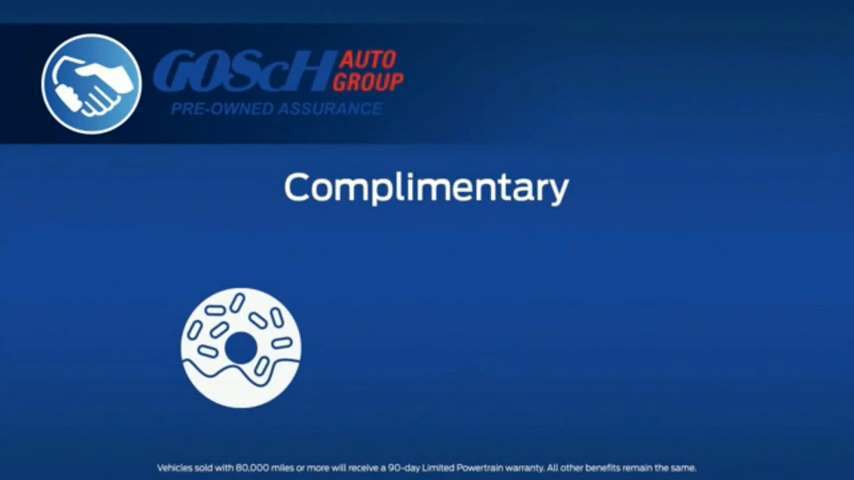 GOSCH AUTO
GROUP
PRE-OWNED ASSURANCE
Complimentary
Vehicles sold with 80,000 miles or more will receive a 90-day Limited Powertrain warranty. All other benefits remain the same.